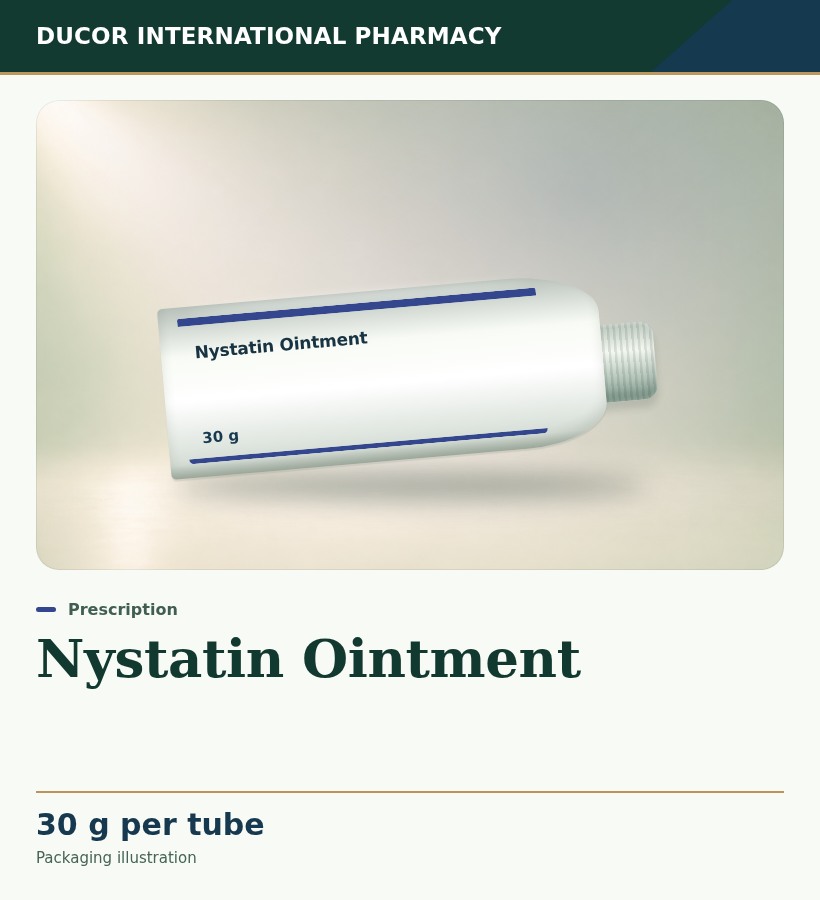 DUCOR INTERNATIONAL PHARMACY
Nystatin Ointment
30 g
Prescription
Nystatin Ointment
30 g per tube
Packaging illustration